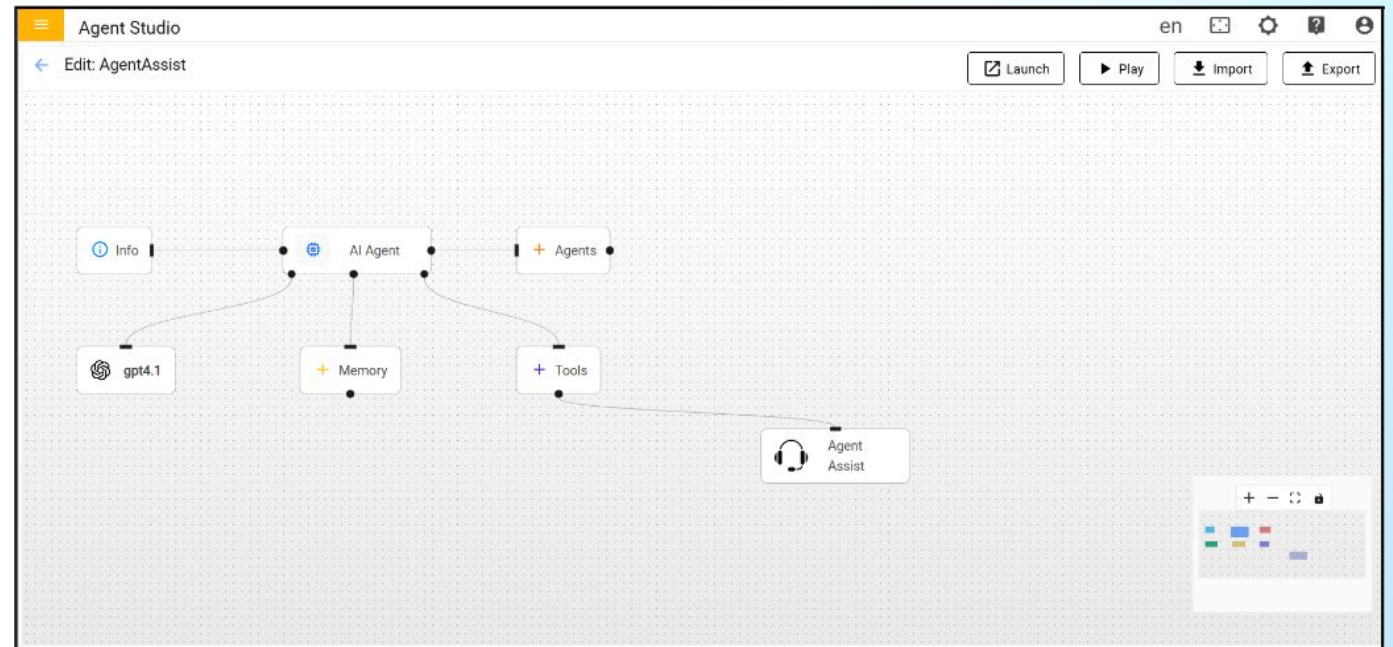 Agent Studio
en
Edit: AgentAssist
Launch
Play
Import
Export
Info
AI Agent
+ Agents
gpt4.1
+ Memory
+ Tools
Agent
Assist